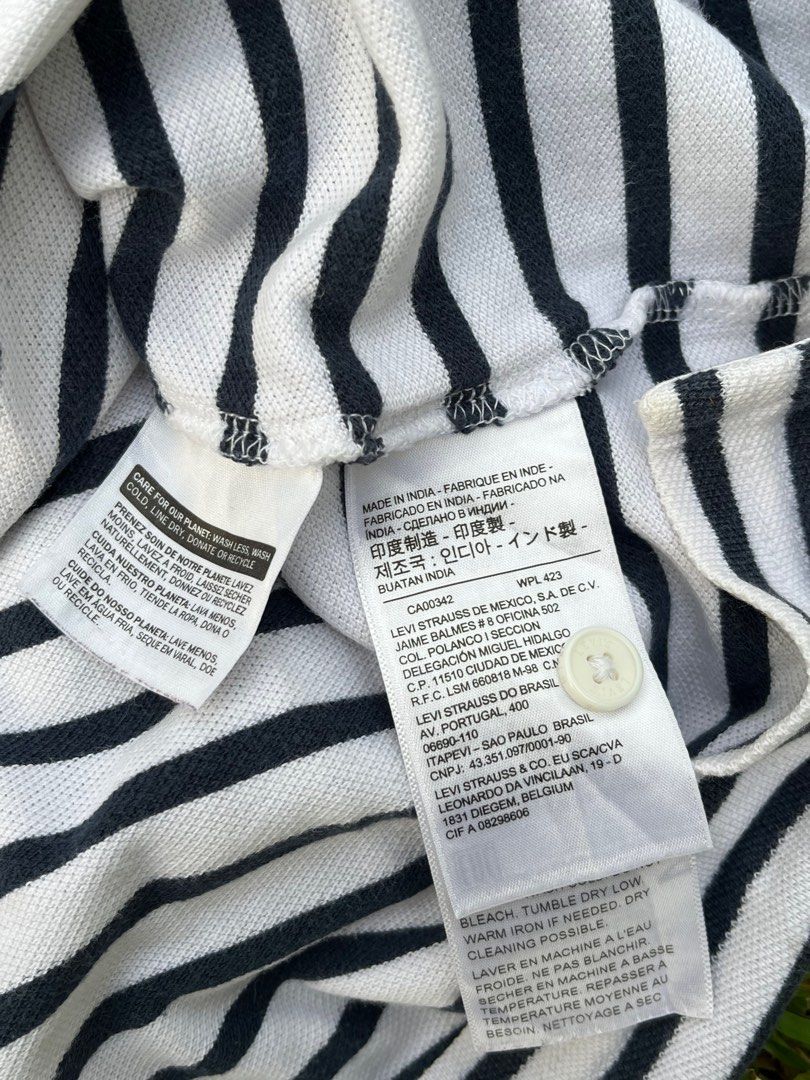 CARE FOR OUR PLANET: WASH LESS, WASH
COLD, LINE DRY, DONATE OR RECYCLE
PRENEZ SOIN DE NOTRE PLANETE LAVEZ
MOINS, LAVEZ À FROID, LAISSEZ SÉCHER
NATURELLEMENT, DONNEZ OU RECYCLEZ
CUIDA NUESTRO PLANETA: LAVA MENOS,
LAVA EN FRIO, TIENDE LA ROPA, DONA O
RECICLA.
CUIDE DO NOSSO PLANETA: LAVE MENOS,
LAVE EM ÁGUA FRIA, SEQUE EM VARAL, DOE
OU RECICLE.
MADE IN INDIA - FABRIQUE EN INDE -
FABRICADO EN INDIA - FABRICADO NA
ÍNDIA - СДЕЛАНО В ИНДИИ -
印度制造 - 印度製 -
제조국 : 인디아 - インド製 -
BUATAN INDIA
CA00342 WPL 423
LEVI STRAUSS DE MEXICO, S.A. DE C.V.
JAIME BALMES # 8 OFICINA 502
COL. POLANCO I SECCION
DELEGACIÓN MIGUEL HIDALGO
C.P. 11510 CIUDAD DE MEXICO
R.F.C. LSM 660818 M-98
LEVI STRAUSS DO BRASIL
AV. PORTUGAL, 400
06690-110
ITAPEVI – SAO PAULO BRASIL
CNPJ: 43.351.097/0001-90
LEVI STRAUSS & CO. EU SCA/CVA
LEONARDO DA VINCILAAN, 19 - D
1831 DIEGEM, BELGIUM
CIF A 08298606
BLEACH. TUMBLE DRY LOW
WARM IRON IF NEEDED. DRY
CLEANING POSSIBLE.
LAVER EN MACHINE A L'EAU
FROIDE. NE PAS BLANCHIR.
SECHER EN MACHINE A BASSE
TEMPERATURE. REPASSER A
TEMPERATURE MOYENNE AU
BESOIN. NETTOYAGE A SEC